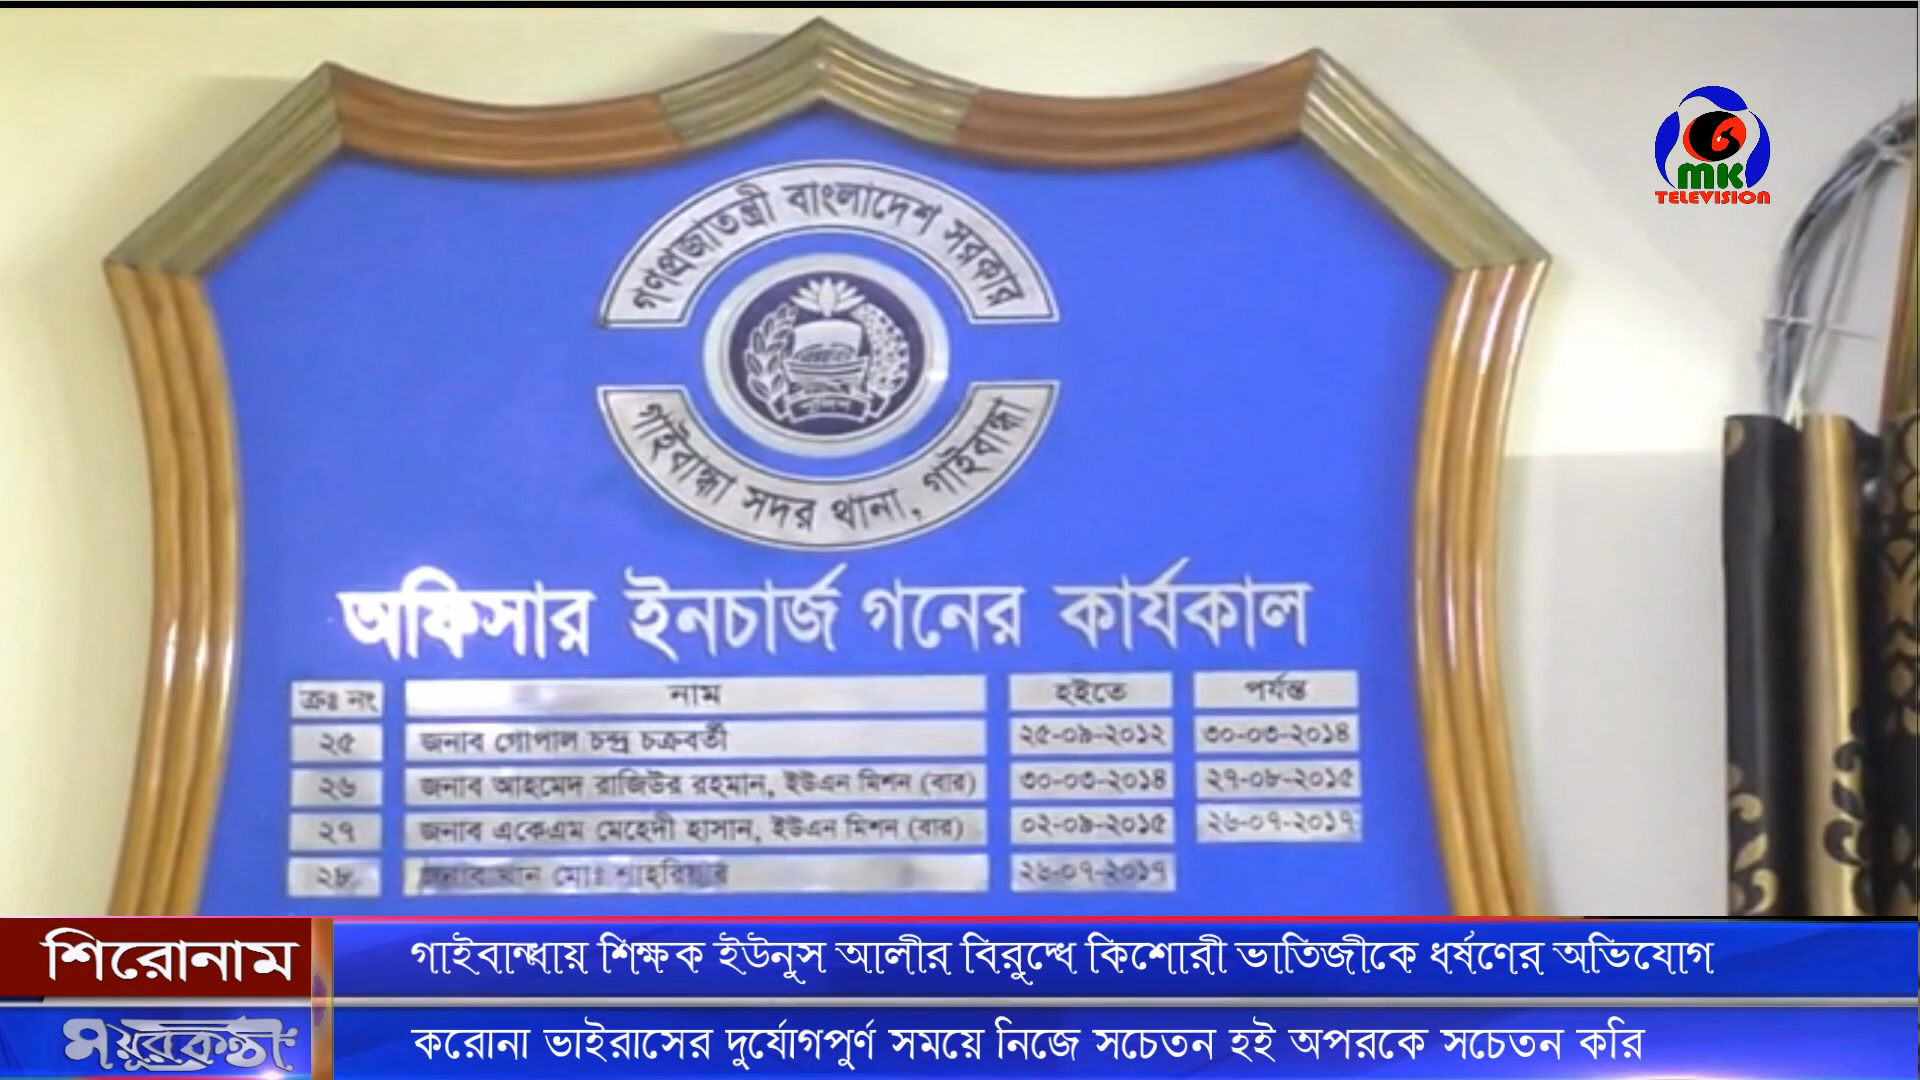 গণপ্রজাতন্ত্রী বাংলাদেশ সরকার
গাইবান্ধা সদর থানা, গাইবান্ধা
অফিসার ইনচার্জ গনের কার্যকাল
ক্রঃ নং নাম হইতে পর্যন্ত
২৫ জনাব গোপাল চন্দ্র চক্রবর্তী ২৫-০৯-২০১২ ৩০-০৩-২০১৪
২৬ জনাব আহমেদ রাজিউর রহমান, ইউএন মিশন (বার) ৩০-০৩-২০১৪ ২৭-০৮-২০১৫
২৭ জনাব একেএম মেহেদী হাসান, ইউএন মিশন (বার) ০২-০৯-২০১৫ ২৬-০৭-২০১৭
২৮ জনাব খান মোঃ শাহরিয়ার ২৬-০৭-২০১৭
MK
TELEVISION
শিরোনাম গাইবান্ধায় শিক্ষক ইউনূস আলীর বিরুদ্ধে কিশোরী ভাতিজীকে ধর্ষণের অভিযোগ
ময়ূরকন্ঠী করোনা ভাইরাসের দুর্যোগপুর্ণ সময়ে নিজে সচেতন হই অপরকে সচেতন করি